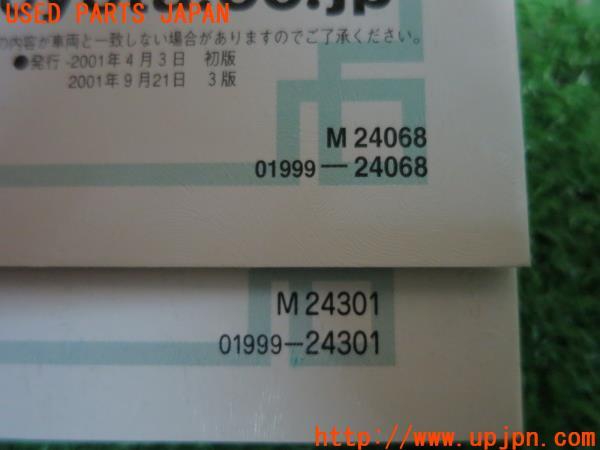 USED PARTS JAPAN
の内容が車両と一致しない場合がありますのでご了承ください。
●発行-2001年4月3日 初版
2001年9月21日 3版
M 24068
01999-24068
M 24301
01999-24301
http://www.upjpn.com